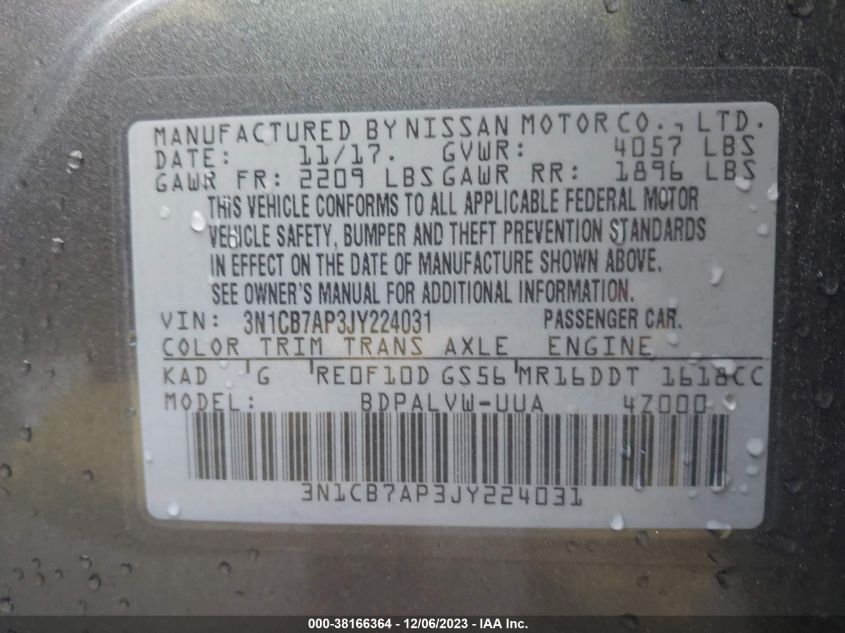 MANUFACTURED BY NISSAN MOTOR CO., LTD.
DATE: 11/17. GVWR: 4057 LBS
GAWR FR: 2209 LBS GAWR RR: 1896 LBS
THIS VEHICLE CONFORMS TO ALL APPLICABLE FEDERAL MOTOR
VEHICLE SAFETY, BUMPER AND THEFT PREVENTION STANDARDS
IN EFFECT ON THE DATE OF MANUFACTURE SHOWN ABOVE.
SEE OWNER'S MANUAL FOR ADDITIONAL INFORMATION.
VIN: 3N1CB7AP3JY224031 PASSENGER CAR.
COLOR TRIM TRANS AXLE ENGINE
KAD G RE0F10D GS56 MR16DDT 1618CC
MODEL: BDPALVW-UUA 4Z000
3N1CB7AP3JY224031
000-38166364 - 12/06/2023 - IAA Inc.